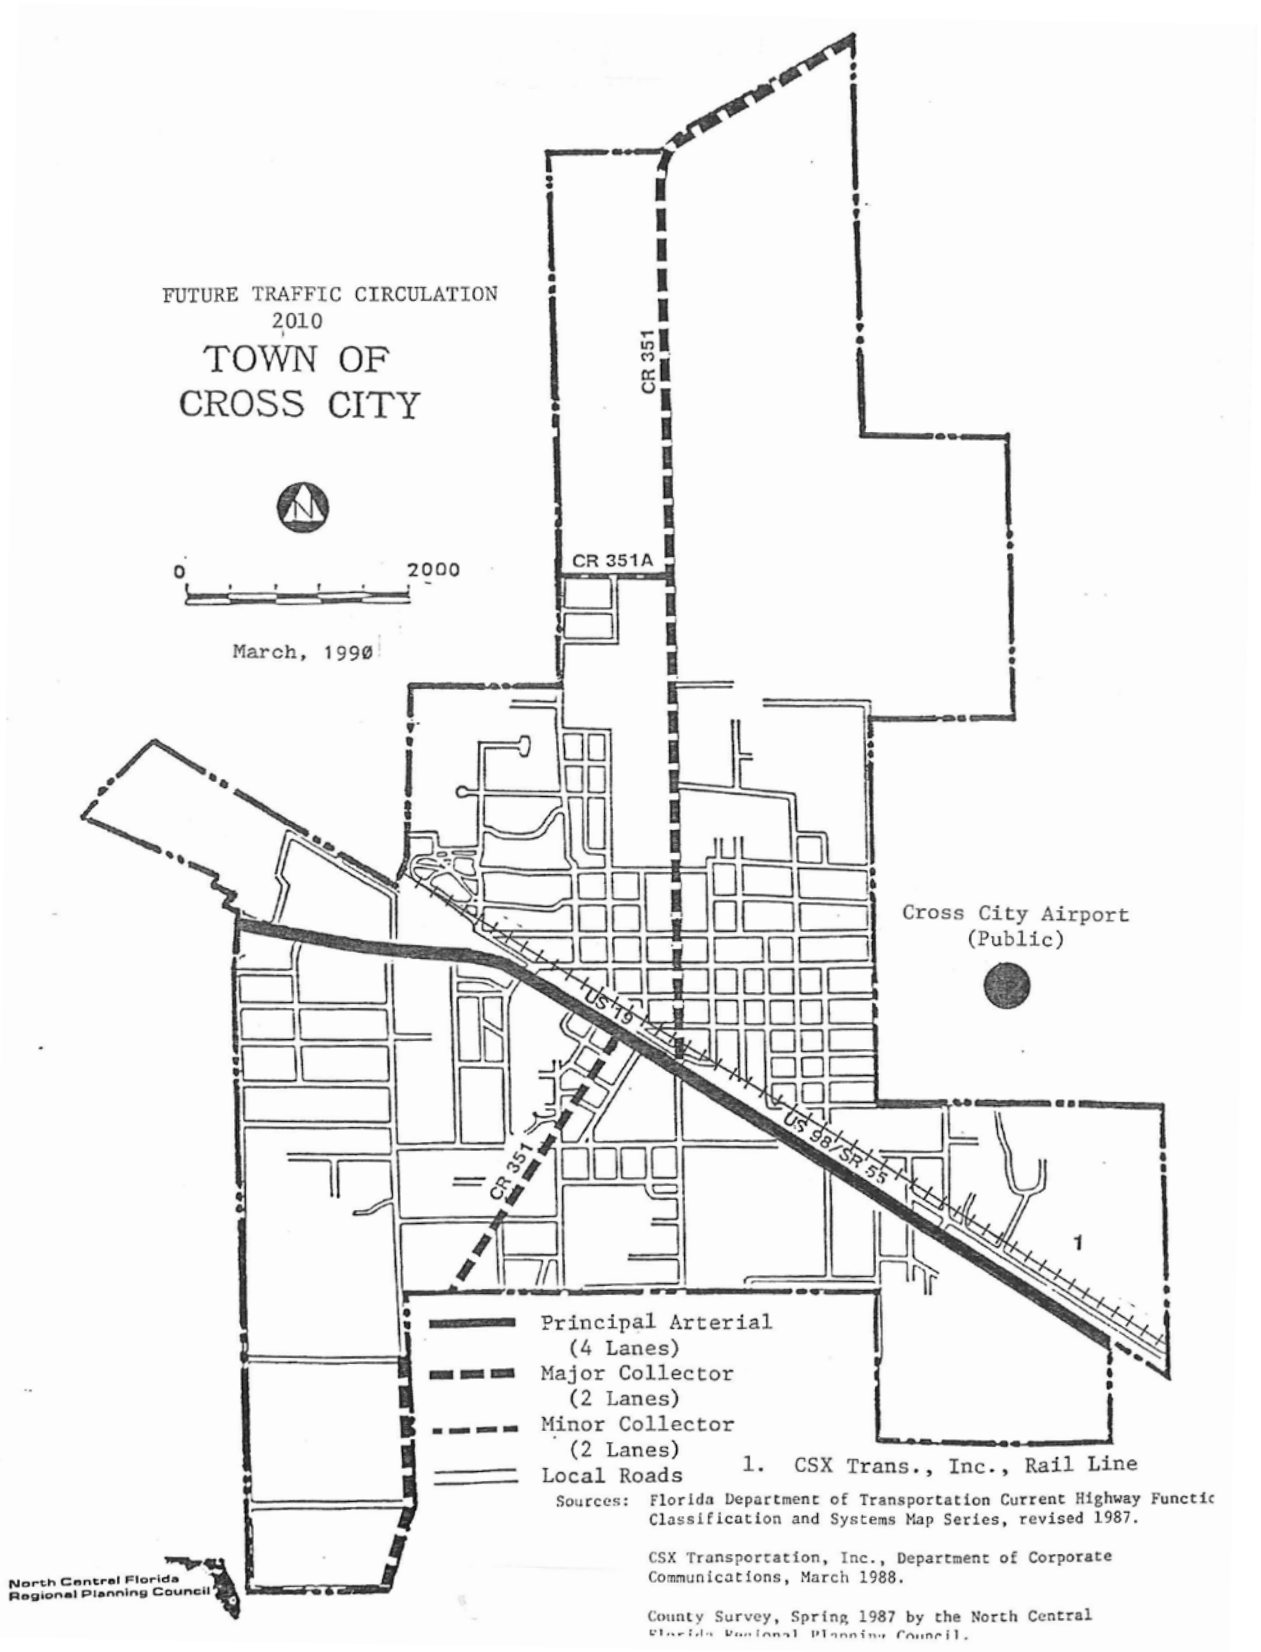 FUTURE TRAFFIC CIRCULATION
2010
TOWN OF
CROSS CITY
N
0 2000
March, 1990
CR 351
CR 351A
Cross City Airport
(Public)
US 19
US 98/SR 55
CR 351
1
Principal Arterial
(4 Lanes)
Major Collector
(2 Lanes)
Minor Collector
(2 Lanes)
Local Roads
1. CSX Trans., Inc., Rail Line
Sources: Florida Department of Transportation Current Highway Functic
Classification and Systems Map Series, revised 1987.
CSX Transportation, Inc., Department of Corporate
Communications, March 1988.
County Survey, Spring 1987 by the North Central
Florida Regional Planning Council.
North Central Florida
Regional Planning Council